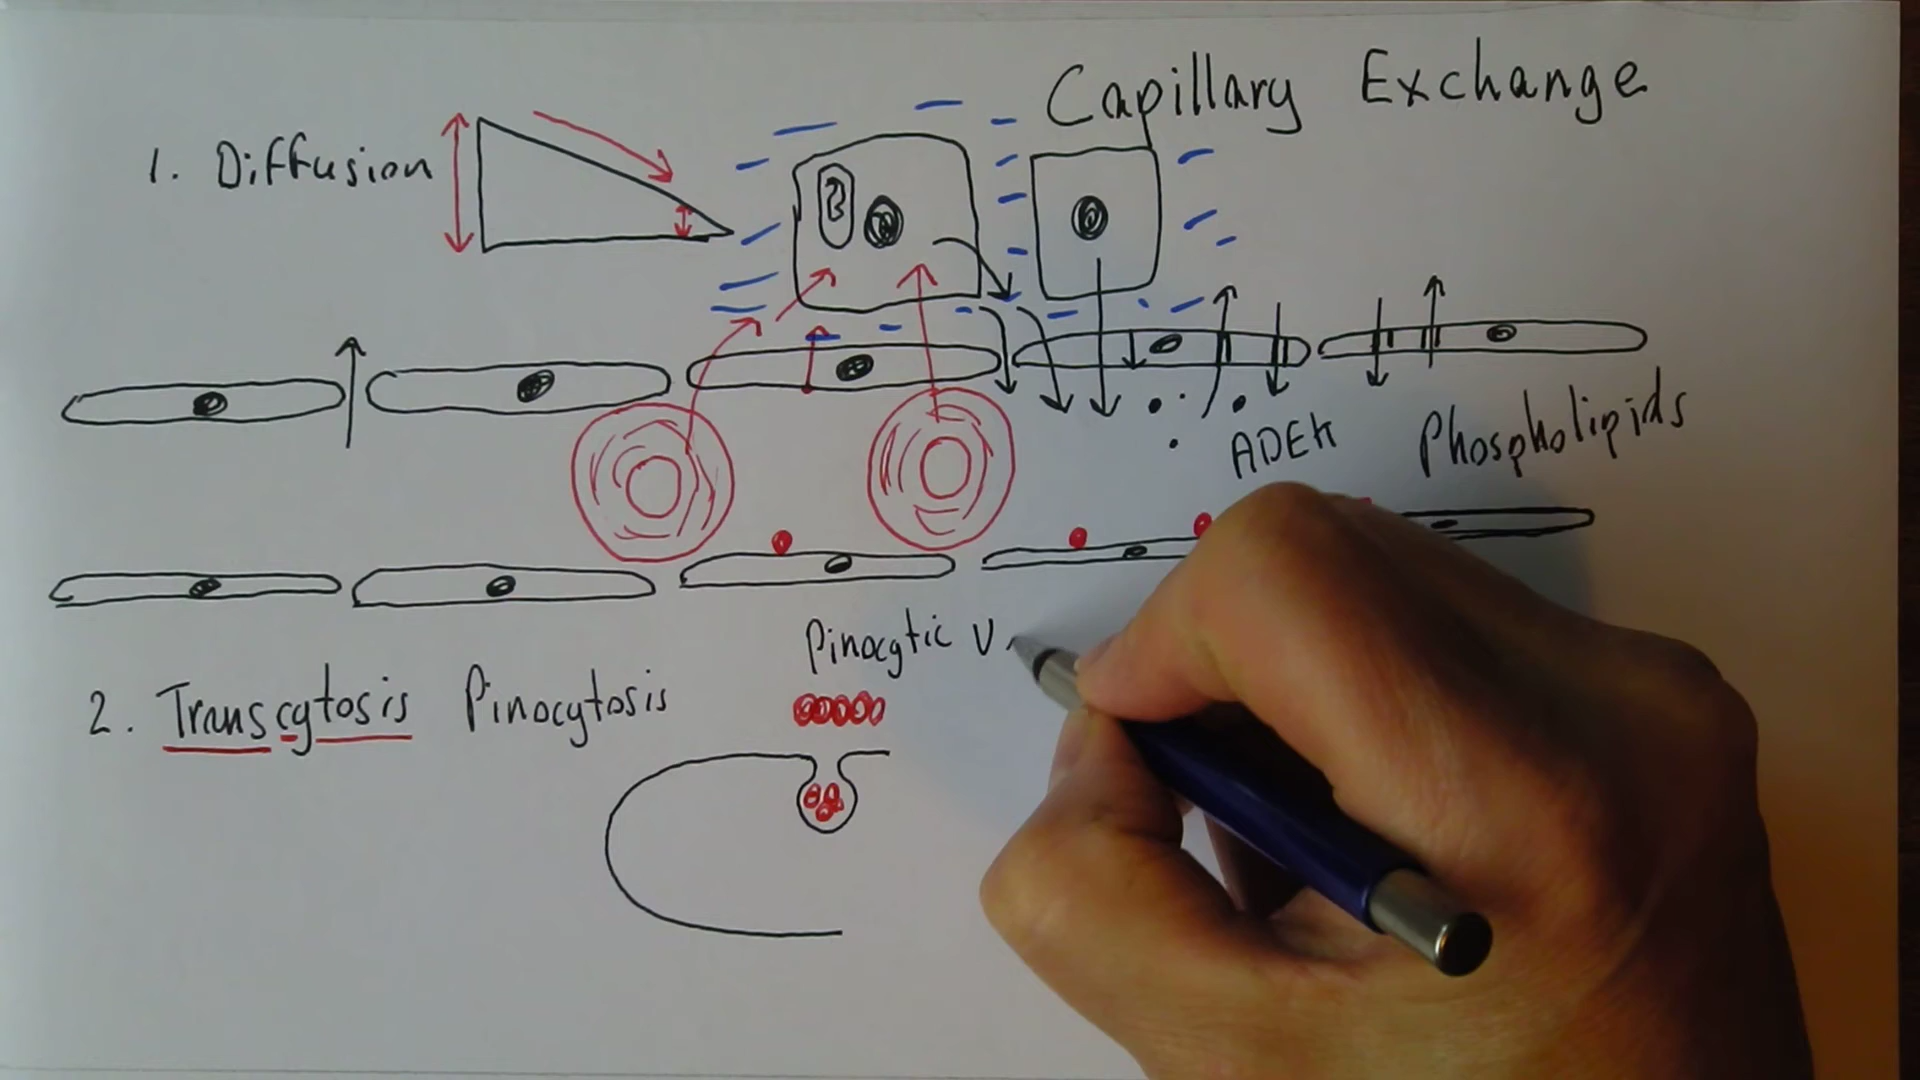 Capillary Exchange
1. Diffusion
ADEK
Phospholipids
Pinocytic V
2. Transcytosis Pinocytosis